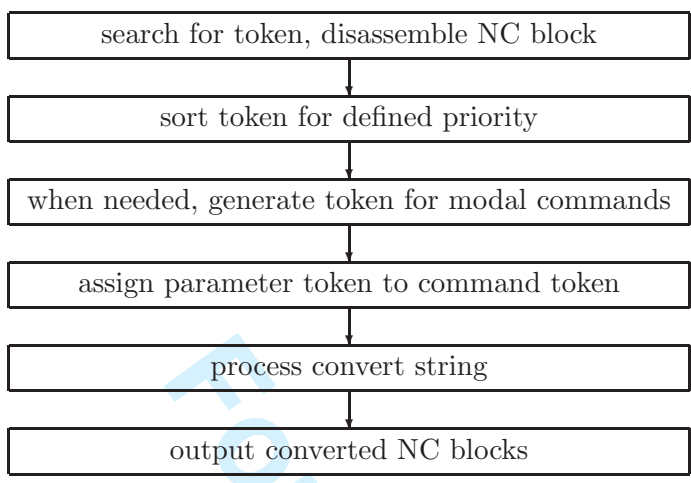 search for token, disassemble NC block
sort token for defined priority
when needed, generate token for modal commands
assign parameter token to command token
process convert string
output converted NC blocks